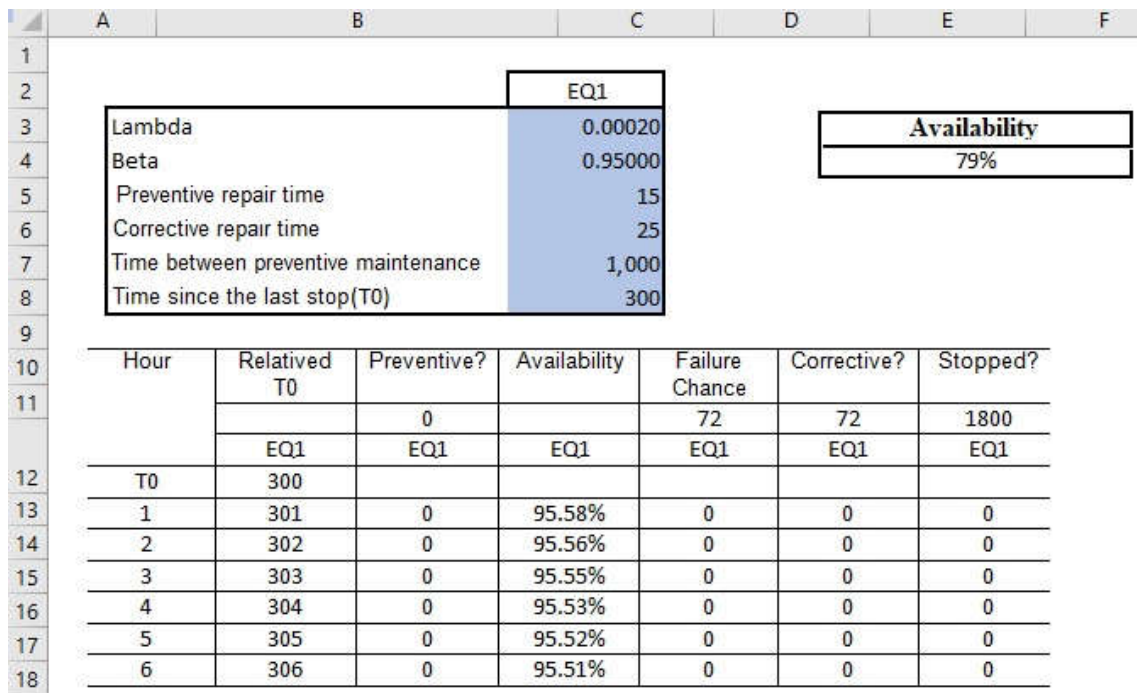 A B C D E F
1
2 EQ1
3 Lambda 0.00020 Availability
4 Beta 0.95000 79%
5 Preventive repair time 15
6 Corrective repair time 25
7 Time between preventive maintenance 1,000
8 Time since the last stop(T0) 300
9
10 Hour Relatived Preventive? Availability Failure Corrective? Stopped?
T0 Chance
11 0 72 72 1800
EQ1 EQ1 EQ1 EQ1 EQ1 EQ1
12 T0 300
13 1 301 0 95.58% 0 0 0
14 2 302 0 95.56% 0 0 0
15 3 303 0 95.55% 0 0 0
16 4 304 0 95.53% 0 0 0
17 5 305 0 95.52% 0 0 0
18 6 306 0 95.51% 0 0 0